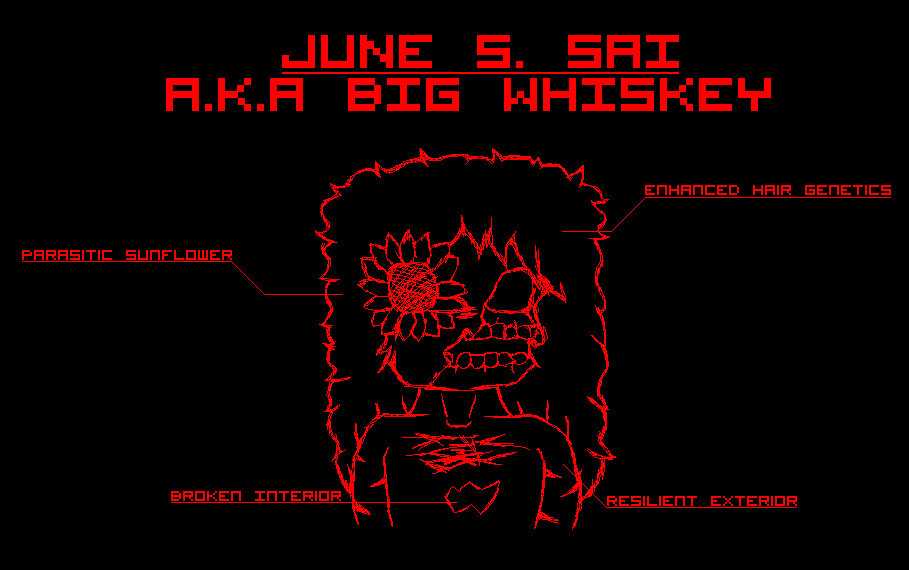 JUNE S. SAI
A.K.A BIG WHISKEY
ENHANCED HAIR GENETICS
PARASITIC SUNFLOWER
BROKEN INTERIOR
RESILIENT EXTERIOR